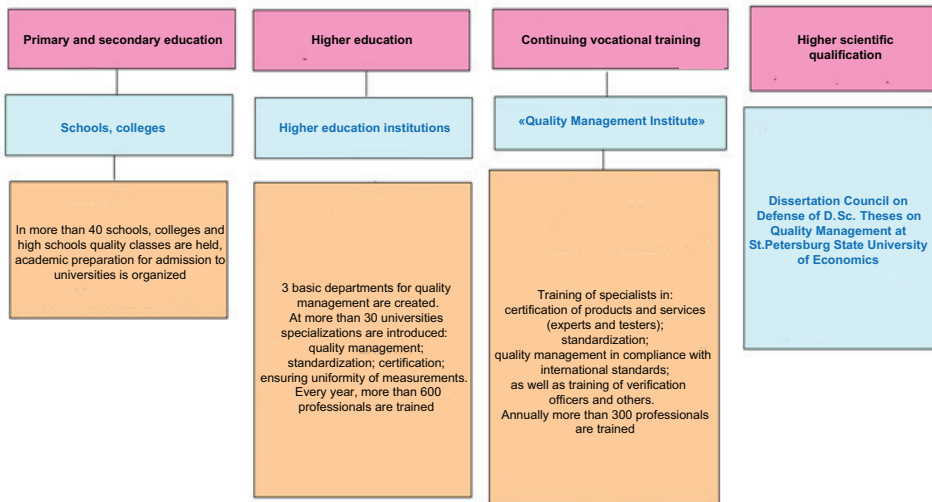 Primary and secondary education
Schools, colleges
In more than 40 schools, colleges and
high schools quality classes are held,
academic preparation for admission to
universities is organized
Higher education
Higher education institutions
3 basic departments for quality
management are created.
At more than 30 universities
specializations are introduced:
quality management;
standardization; certification;
ensuring uniformity of measurements.
Every year, more than 600
professionals are trained
Continuing vocational training
«Quality Management Institute»
Training of specialists in:
certification of products and services
(experts and testers);
standardization;
quality management in compliance with
international standards;
as well as training of verification
officers and others.
Annually more than 300 professionals
are trained
Higher scientific
qualification
Dissertation Council on
Defense of D.Sc. Theses on
Quality Management at
St.Petersburg State University
of Economics